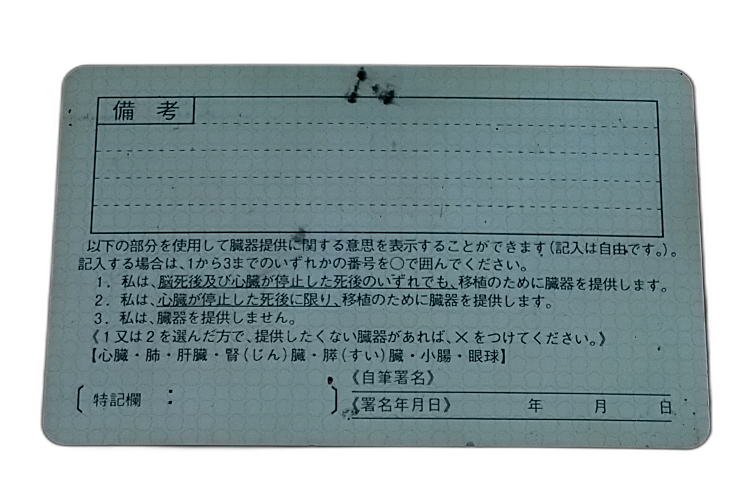 備考
以下の部分を使用して臓器提供に関する意思を表示することができます(記入は自由です。)。
記入する場合は、1から3までのいずれかの番号を○で囲んでください。
1. 私は、脳死後及び心臓が停止した死後のいずれでも、移植のために臓器を提供します。
2. 私は、心臓が停止した死後に限り、移植のために臓器を提供します。
3. 私は、臓器を提供しません。
《1又は2を選んだ方で、提供したくない臓器があれば、×をつけてください。》
【心臓・肺・肝臓・腎(じん)臓・膵(すい)臓・小腸・眼球】
《自筆署名》
〔特記欄: 〕
《署名年月日》 年 月 日